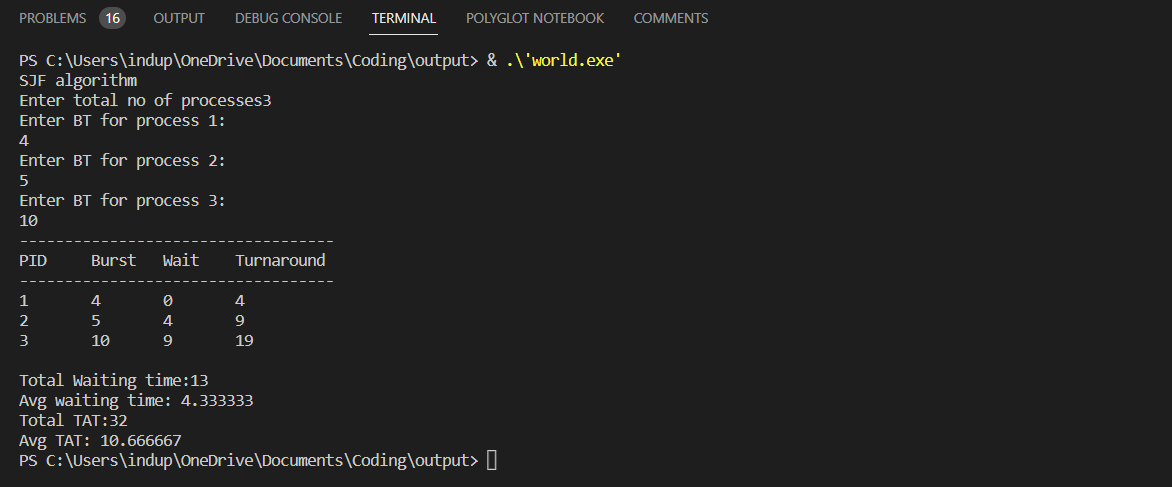 PROBLEMS 16 OUTPUT DEBUG CONSOLE TERMINAL POLYGLOT NOTEBOOK COMMENTS
PS C:\Users\indup\OneDrive\Documents\Coding\output> & .\'world.exe'
SJF algorithm
Enter total no of processes3
Enter BT for process 1:
4
Enter BT for process 2:
5
Enter BT for process 3:
10
-----------------------------------
PID Burst Wait Turnaround
-----------------------------------
1 4 0 4
2 5 4 9
3 10 9 19
Total Waiting time:13
Avg waiting time: 4.333333
Total TAT:32
Avg TAT: 10.666667
PS C:\Users\indup\OneDrive\Documents\Coding\output>